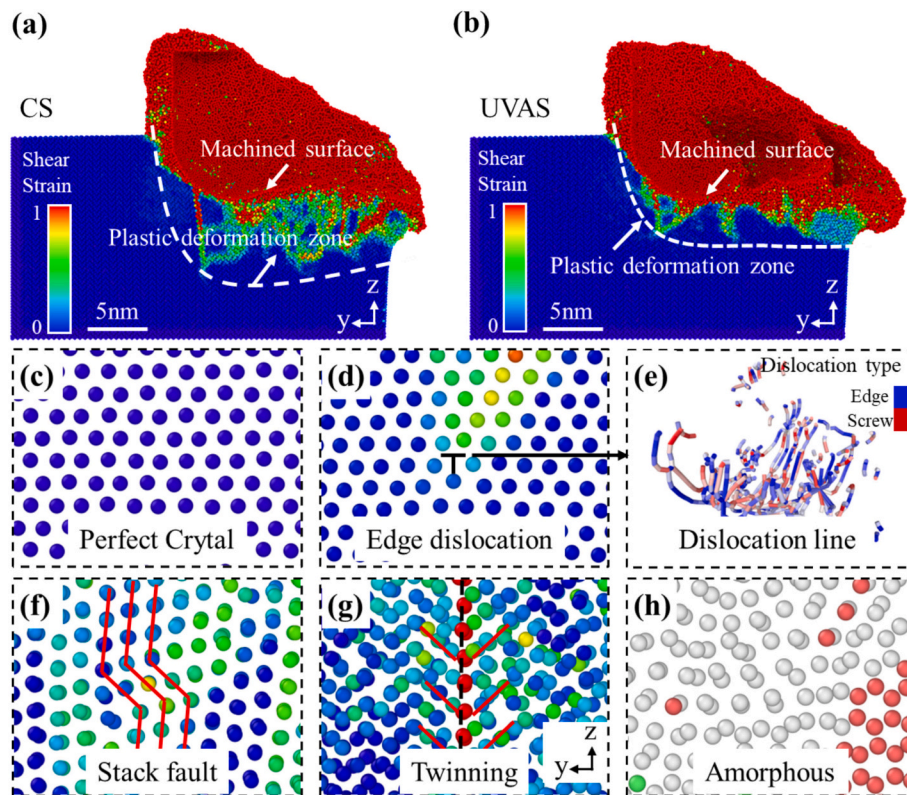 (a)
CS
Shear
Strain
1
0
Machined surface
Plastic deformation zone
5nm
z
y
(b)
UVAS
Shear
Strain
1
0
Machined surface
Plastic deformation zone
5nm
z
y
(c)
Perfect Crytal
(d)
Edge dislocation
(e)
Dislocation type
Edge
Screw
Dislocation line
(f)
Stack fault
(g)
Twinning
z
y
(h)
Amorphous